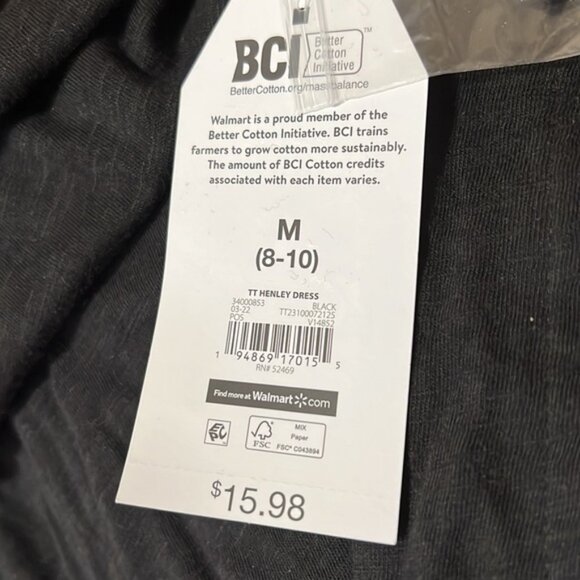 BCI Better Cotton Initiative™
BetterCotton.org/massbalance
Walmart is a proud member of the
Better Cotton Initiative. BCI trains
farmers to grow cotton more sustainably.
The amount of BCI Cotton credits
associated with each item varies.
M
(8-10)
TT HENLEY DRESS
34000853 BLACK
03-22 TT23100072125
POS V14852
1 94869 17015 5
RN# 52469
Find more at Walmart.com
FSC
MIX
Paper
FSC® C043894
$15.98